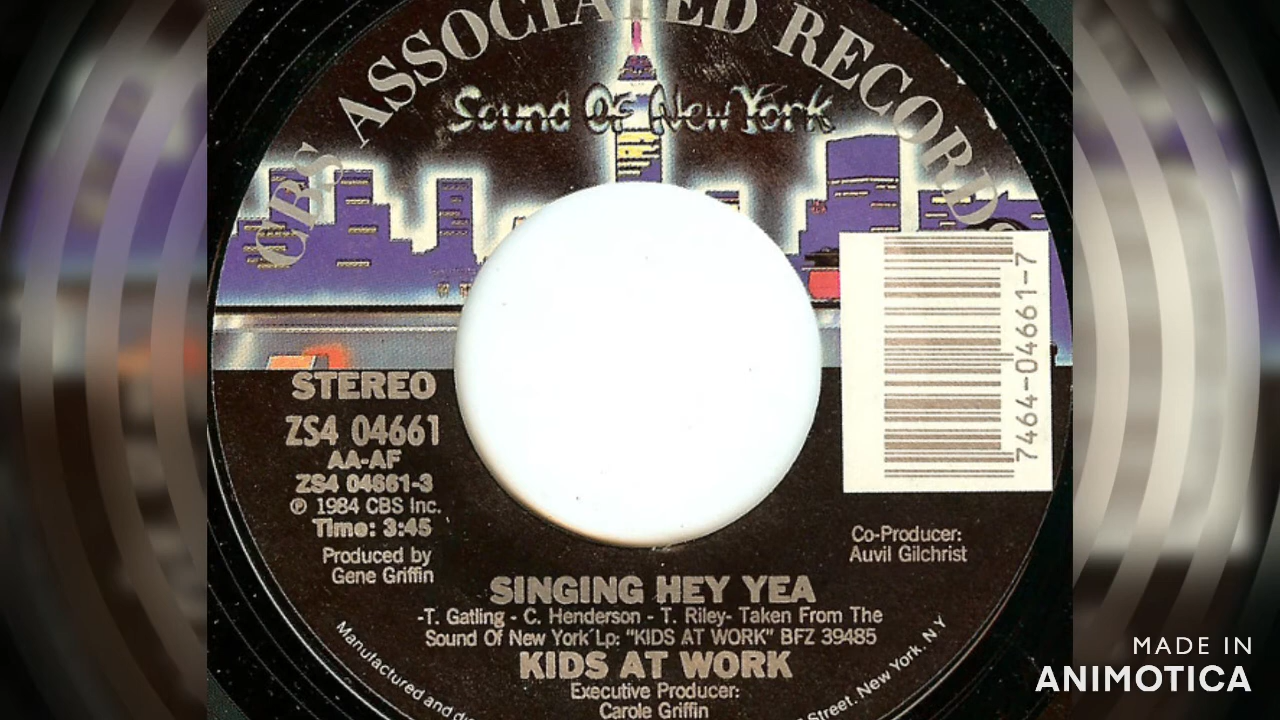 CBS ASSOCIATED RECORDS
Sound Of New York
7464-04661-7
STEREO
ZS4 04661
AA-AF
ZS4 04661-3
℗ 1984 CBS Inc.
Time: 3:45
Produced by
Gene Griffin
Co-Producer:
Auvil Gilchrist
SINGING HEY YEA
-T. Gatling - C. Henderson - T. Riley- Taken From The
Sound Of New York Lp: "KIDS AT WORK" BFZ 39485
KIDS AT WORK
Executive Producer:
Carole Griffin
Manufactured and
Street, New York, N Y
MADE IN
ANIMOTICA